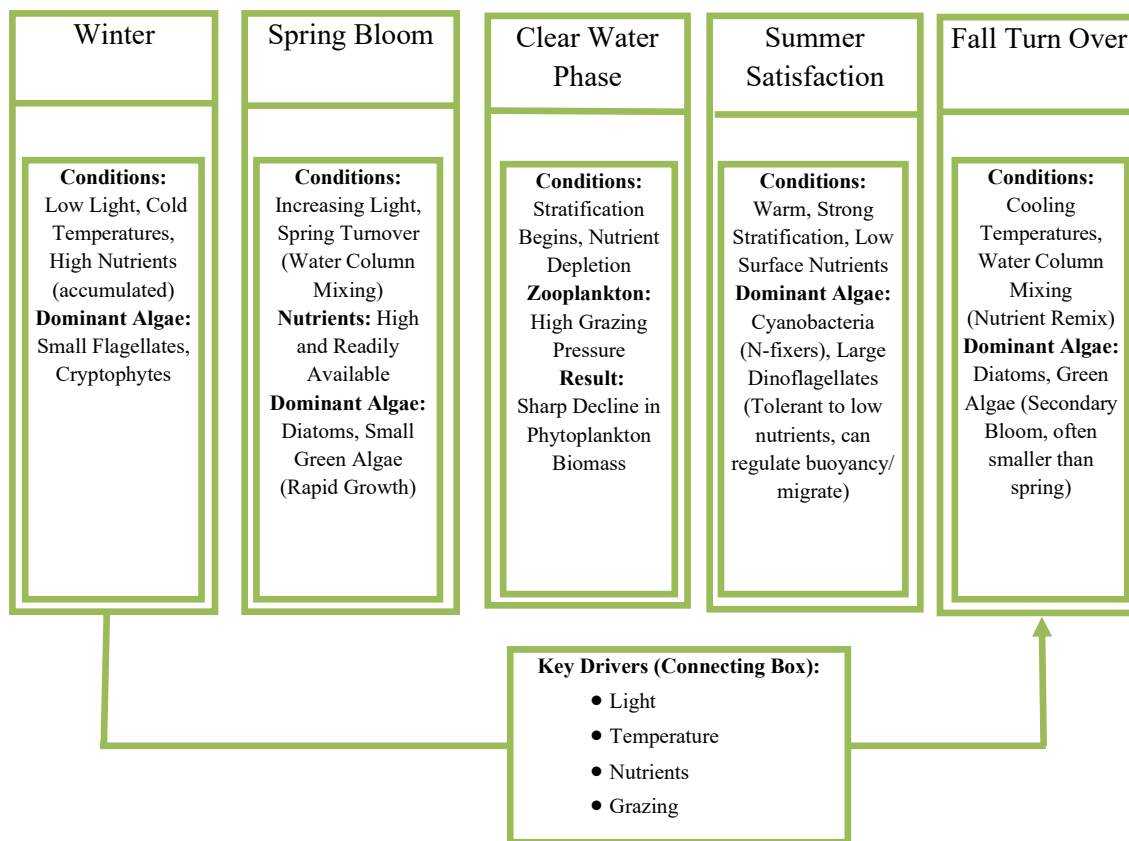 Winter
Conditions:
Low Light, Cold
Temperatures,
High Nutrients
(accumulated)
Dominant Algae:
Small Flagellates,
Cryptophytes
Spring Bloom
Conditions:
Increasing Light,
Spring Turnover
(Water Column
Mixing)
Nutrients: High
and Readily
Available
Dominant Algae:
Diatoms, Small
Green Algae
(Rapid Growth)
Clear Water
Phase
Conditions:
Stratification
Begins, Nutrient
Depletion
Zooplankton:
High Grazing
Pressure
Result:
Sharp Decline in
Phytoplankton
Biomass
Summer
Satisfaction
Conditions:
Warm, Strong
Stratification, Low
Surface Nutrients
Dominant Algae:
Cyanobacteria
(N-fixers), Large
Dinoflagellates
(Tolerant to low
nutrients, can
regulate buoyancy/
migrate)
Fall Turn Over
Conditions:
Cooling
Temperatures,
Water Column
Mixing
(Nutrient Remix)
Dominant Algae:
Diatoms, Green
Algae (Secondary
Bloom, often
smaller than
spring)
Key Drivers (Connecting Box):
• Light
• Temperature
• Nutrients
• Grazing